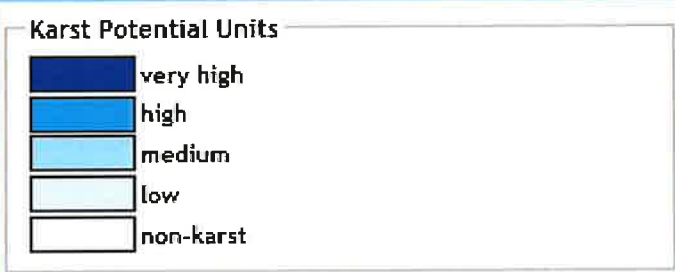 Karst Potential Units
very high
high
medium
low
non-karst